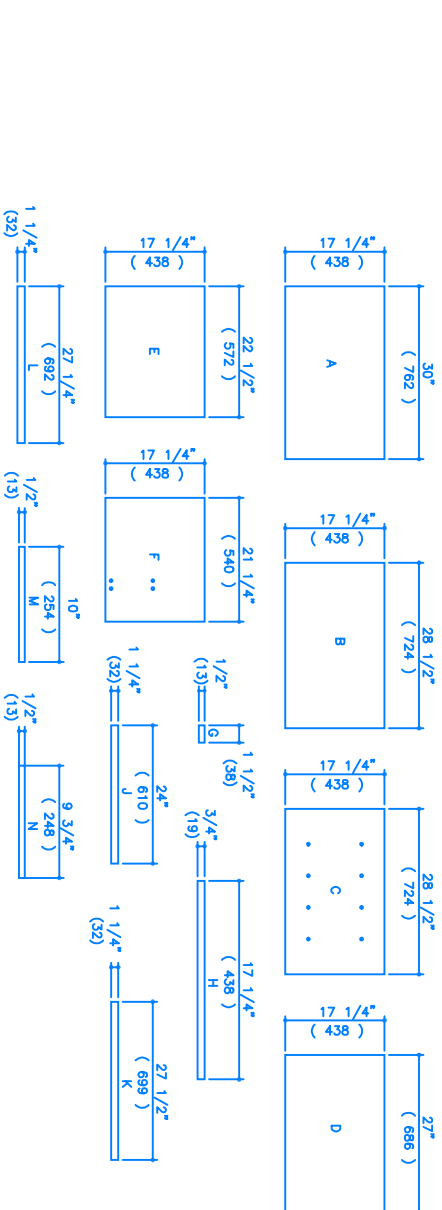 30"
( 762 )
17 1/4"
( 438 )
A
28 1/2"
( 724 )
17 1/4"
( 438 )
B
28 1/2"
( 724 )
17 1/4"
( 438 )
C
27"
( 686 )
17 1/4"
( 438 )
D
22 1/2"
( 572 )
17 1/4"
( 438 )
E
21 1/4"
( 540 )
17 1/4"
( 438 )
F
1/2"
(13)
G
1 1/2"
(38)
3/4"
(19)
17 1/4"
( 438 )
H
1 1/4"
(32)
24"
( 610 )
J
1 1/4"
(32)
27 1/2"
( 699 )
K
1 1/4"
(32)
27 1/4"
( 692 )
L
1/2"
(13)
10"
( 254 )
M
1/2"
(13)
9 3/4"
( 248 )
N